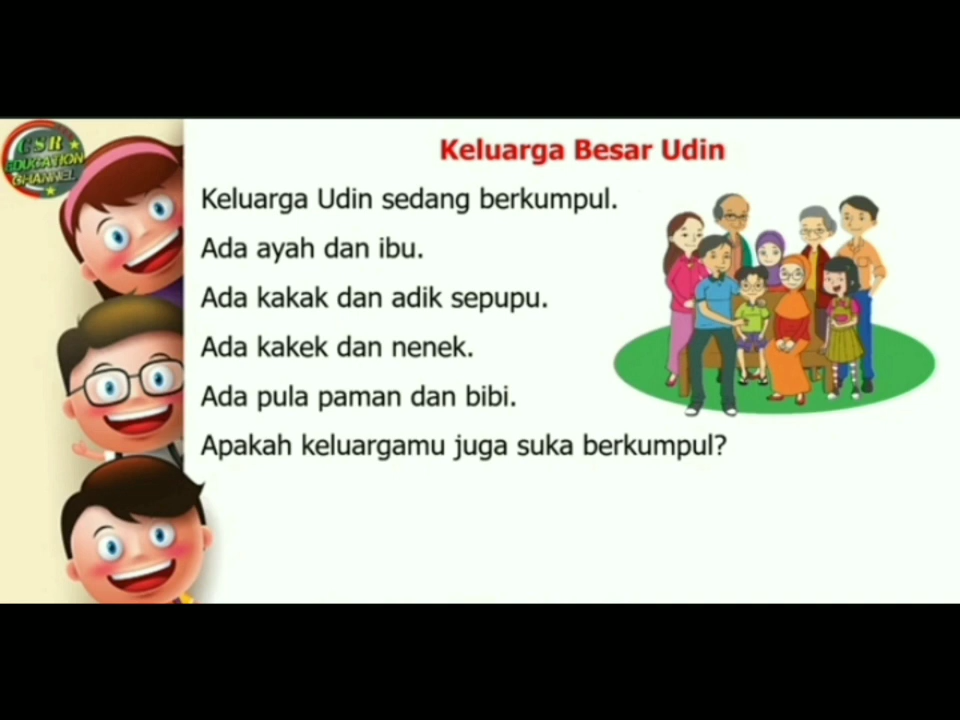 CSR
EDUCATION
CHANNEL
Keluarga Besar Udin
Keluarga Udin sedang berkumpul.
Ada ayah dan ibu.
Ada kakak dan adik sepupu.
Ada kakek dan nenek.
Ada pula paman dan bibi.
Apakah keluargamu juga suka berkumpul?